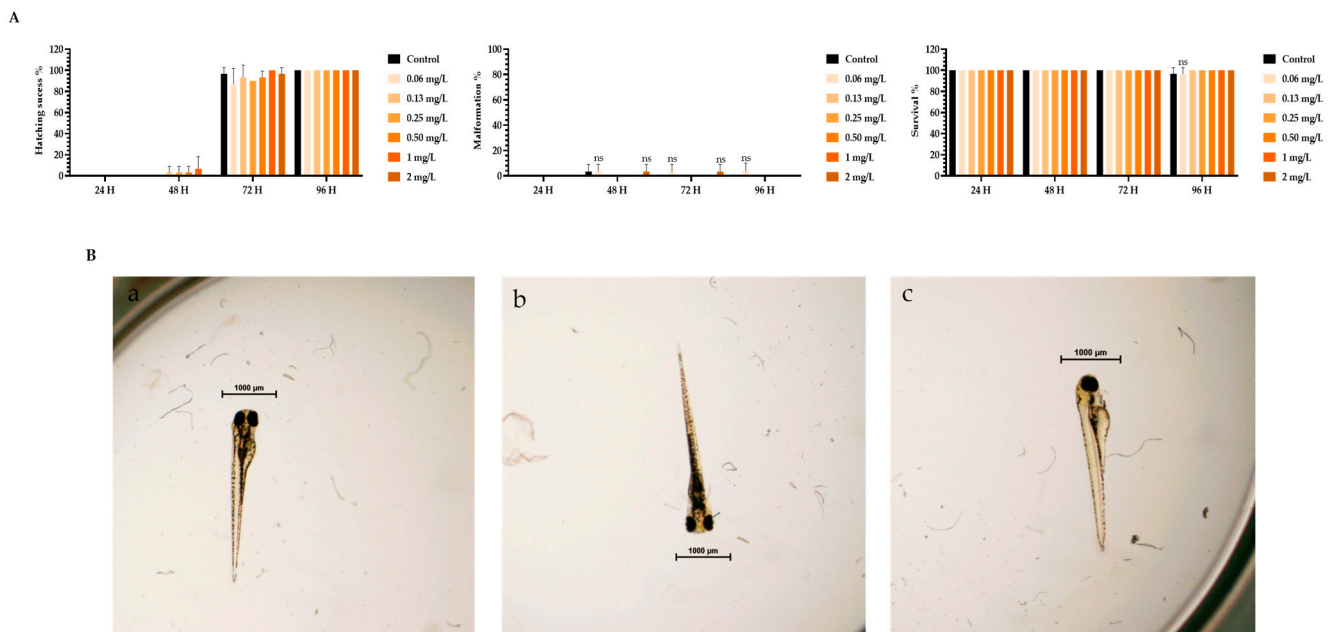 A
Hatching sucess %
120
100
80
60
40
20
0
24 H 48 H 72 H 96 H
Control
0.06 mg/L
0.13 mg/L
0.25 mg/L
0.50 mg/L
1 mg/L
2 mg/L
Malformation %
120
100
80
60
40
20
0
ns ns ns ns ns
24 H 48 H 72 H 96 H
Control
0.06 mg/L
0.13 mg/L
0.25 mg/L
0.50 mg/L
1 mg/L
2 mg/L
Survival %
120
100
80
60
40
20
0
ns
24 H 48 H 72 H 96 H
Control
0.06 mg/L
0.13 mg/L
0.25 mg/L
0.50 mg/L
1 mg/L
2 mg/L
B
a
1000 µm
b
1000 µm
c
1000 µm